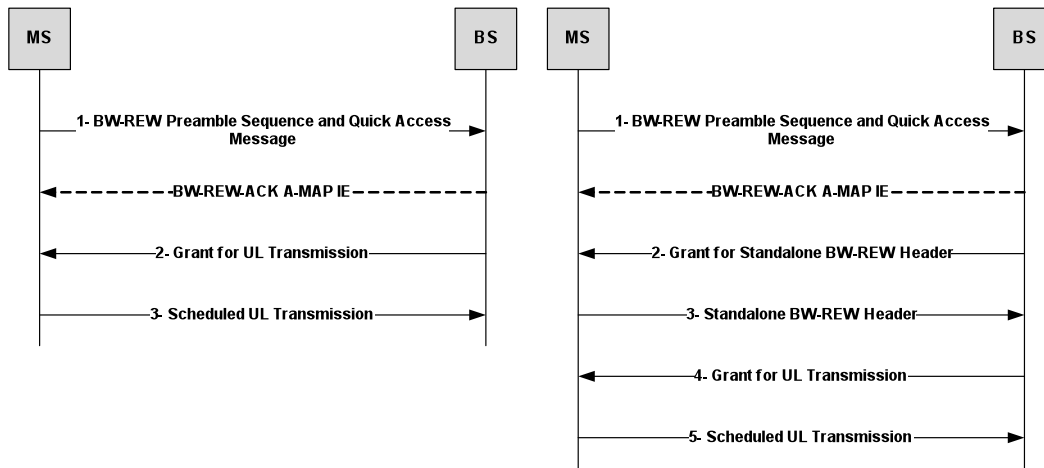 MS
BS
1- BW-REW Preamble Sequence and Quick Access
Message
BW-REW-ACK A-MAP IE
2- Grant for UL Transmission
3- Scheduled UL Transmission
MS
BS
1- BW-REW Preamble Sequence and Quick Access
Message
BW-REW-ACK A-MAP IE
2- Grant for Standalone BW-REW Header
3- Standalone BW-REW Header
4- Grant for UL Transmission
5- Scheduled UL Transmission